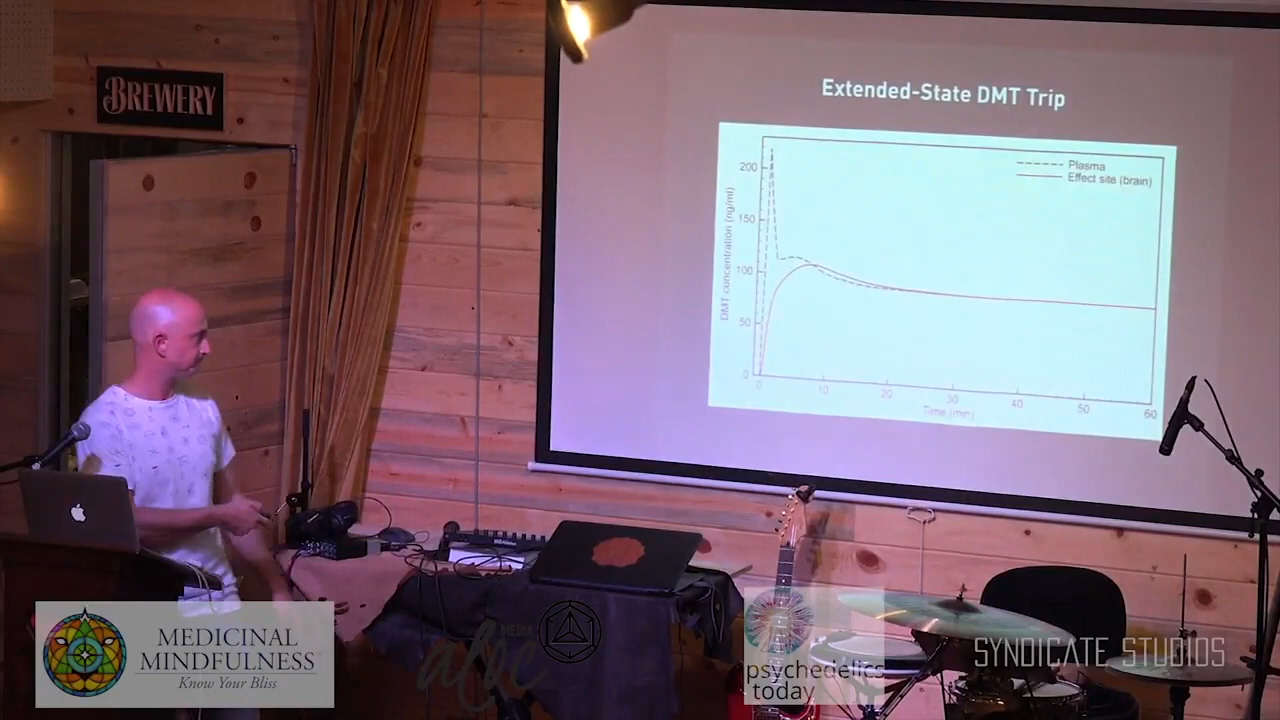 BREWERY
Extended-State DMT Trip
Plasma
Effect site (brain)
200
150
100
50
0
DMT concentration (ng/ml)
0 10 20 30 40 50 60
Time (min)
MEDICINAL
MINDFULNESS
Know Your Bliss
MEDIA
psychedelics
today
SYNDICATE STUDIOS